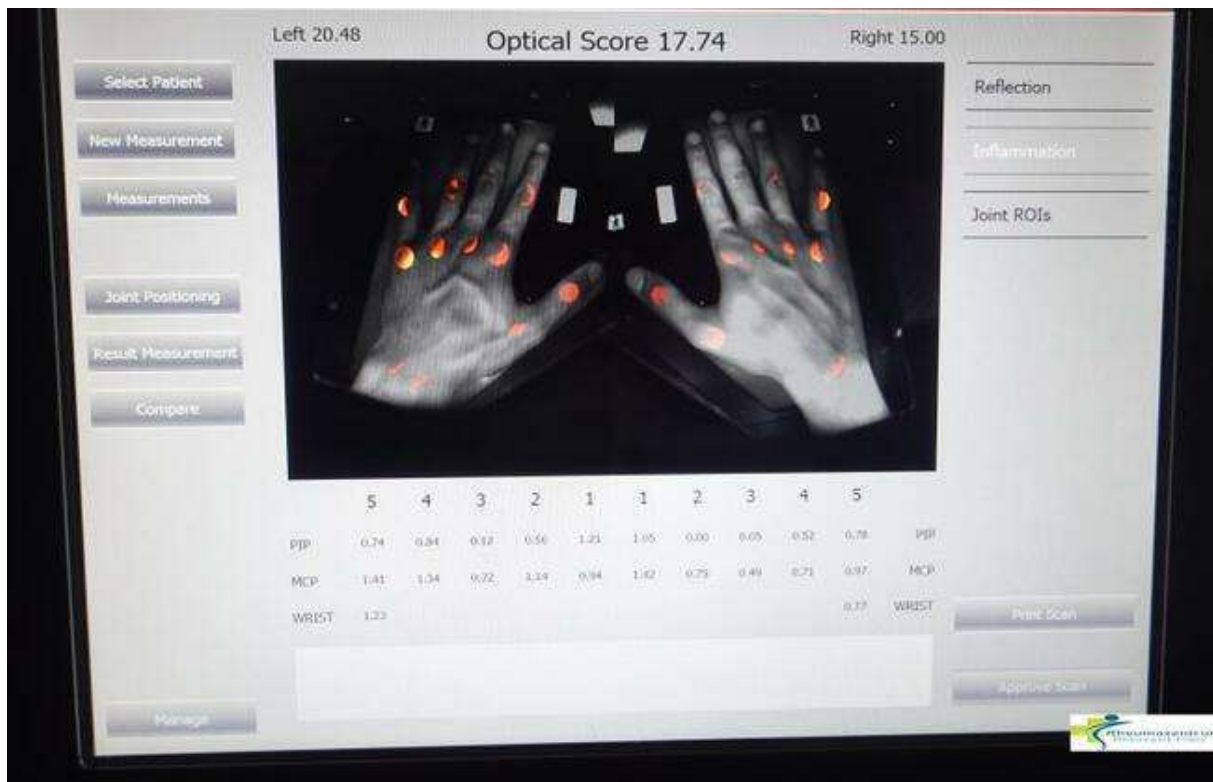 Left 20.48
Optical Score 17.74
Right 15.00
Select Patient
New Measurement
Measurements
Joint Positioning
Result Measurement
Compare
Manage
Reflection
Inflammation
Joint ROIs
5 4 3 2 1 1 2 3 4 5
PIP 0.74 0.84 0.12 0.56 1.21 1.05 0.00 0.05 0.52 0.78 PIP
MCP 1.41 1.34 0.72 1.14 0.94 1.42 0.75 0.49 0.71 0.97 MCP
WRIST 1.23 0.77 WRIST
Print Scan
Approve Scan